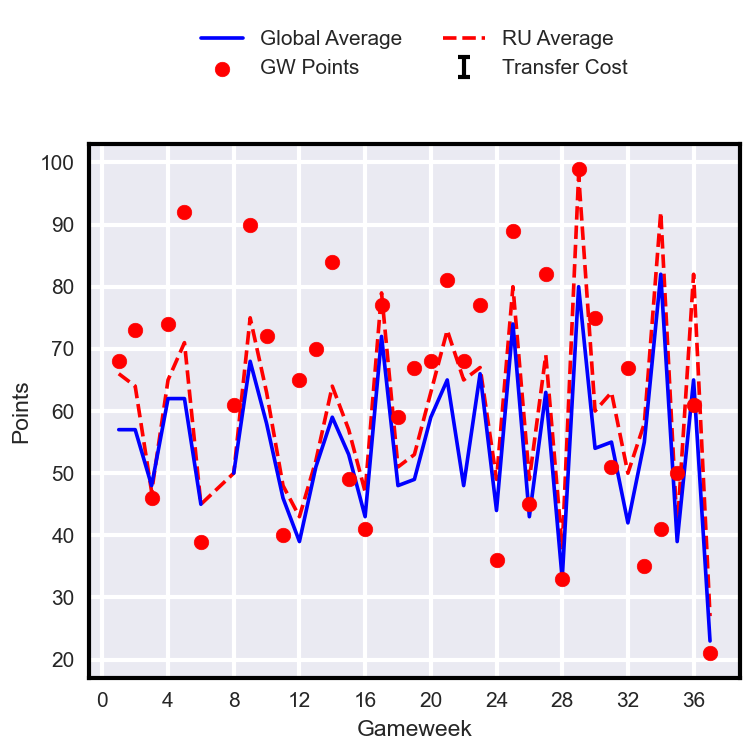 Global Average
RU Average
GW Points
Transfer Cost
100
90
80
70
60
50
40
30
20
Points
0 4 8 12 16 20 24 28 32 36
Gameweek